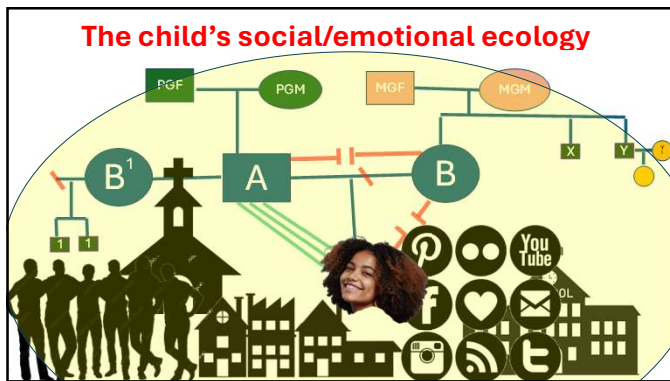 The child's social/emotional ecology
PGF
PGM
MGF
MGM
B¹
A
B
X
Y
Y
1
1
You
Tube
OL